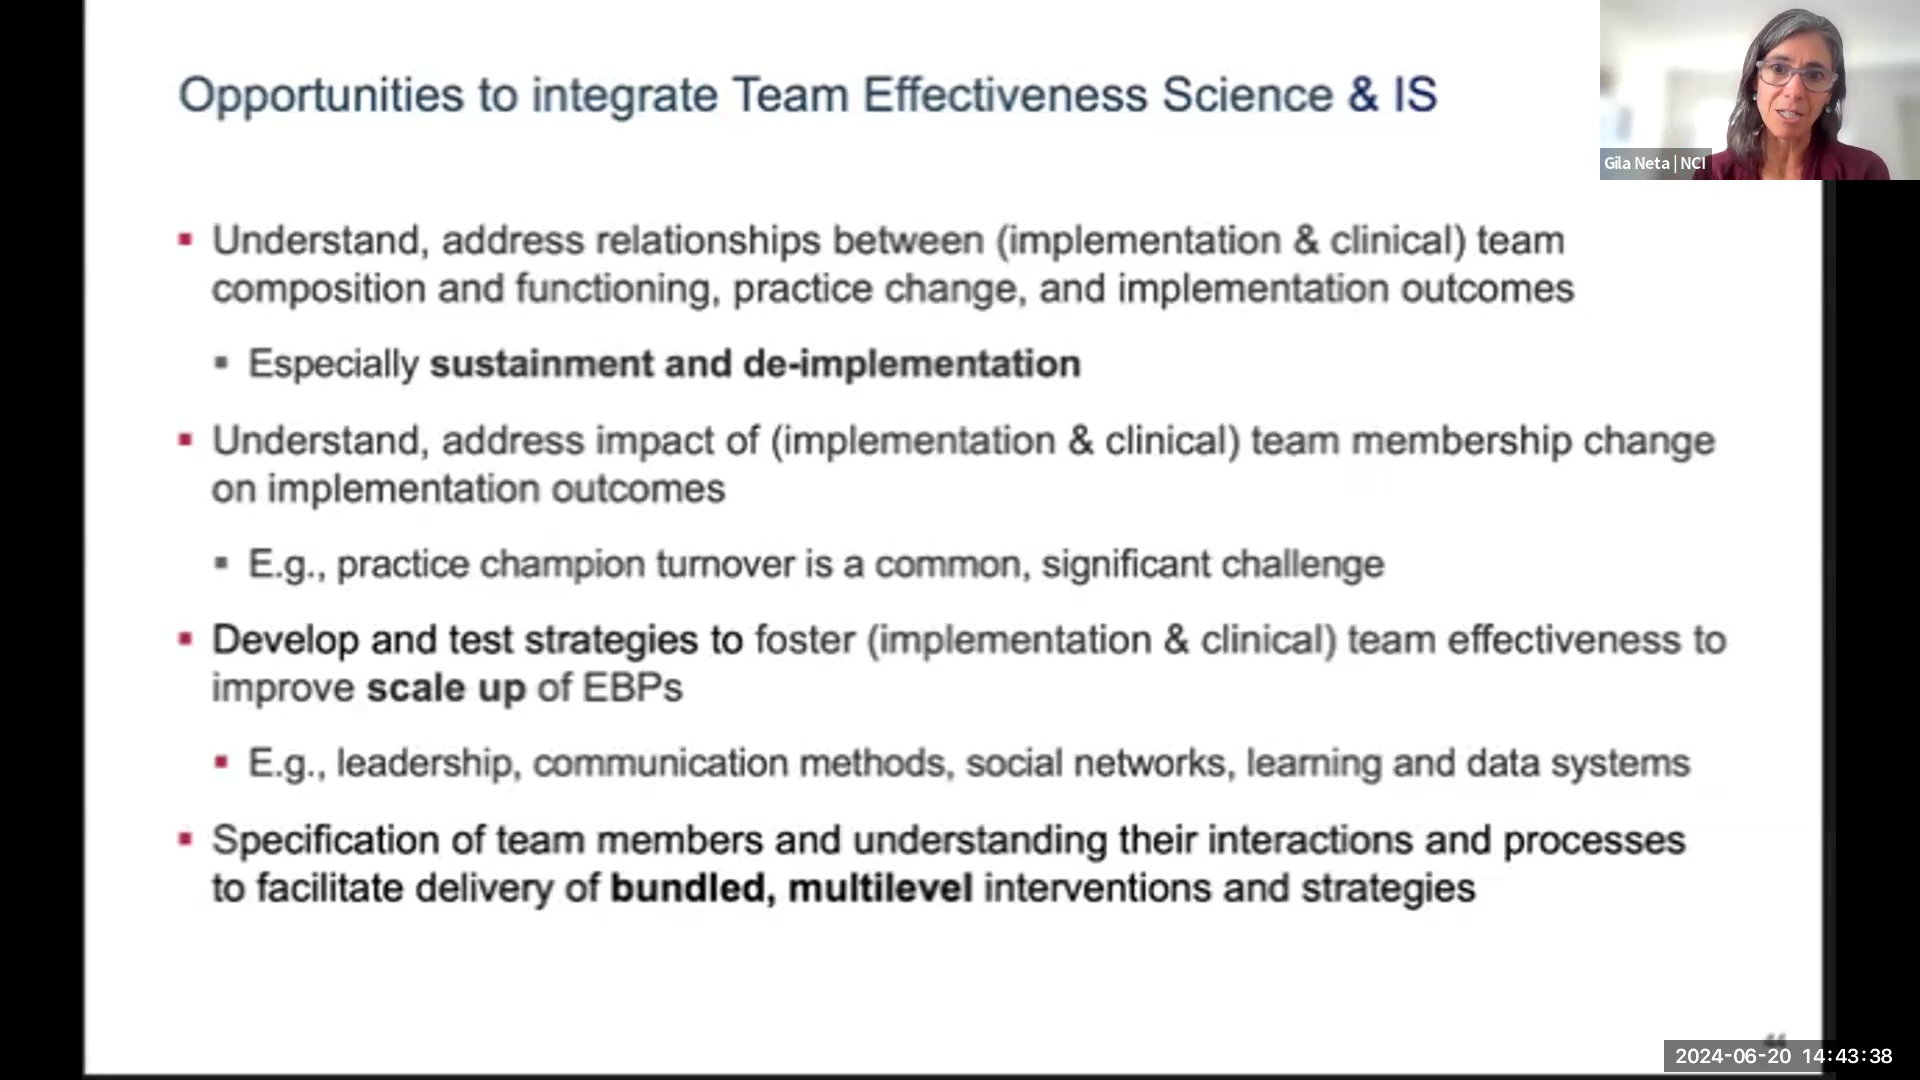 Opportunities to integrate Team Effectiveness Science & IS
Gila Neta | NCI
▪ Understand, address relationships between (implementation & clinical) team
composition and functioning, practice change, and implementation outcomes
▪ Especially sustainment and de-implementation
▪ Understand, address impact of (implementation & clinical) team membership change
on implementation outcomes
▪ E.g., practice champion turnover is a common, significant challenge
▪ Develop and test strategies to foster (implementation & clinical) team effectiveness to
improve scale up of EBPs
▪ E.g., leadership, communication methods, social networks, learning and data systems
▪ Specification of team members and understanding their interactions and processes
to facilitate delivery of bundled, multilevel interventions and strategies
2024-06-20 14:43:38